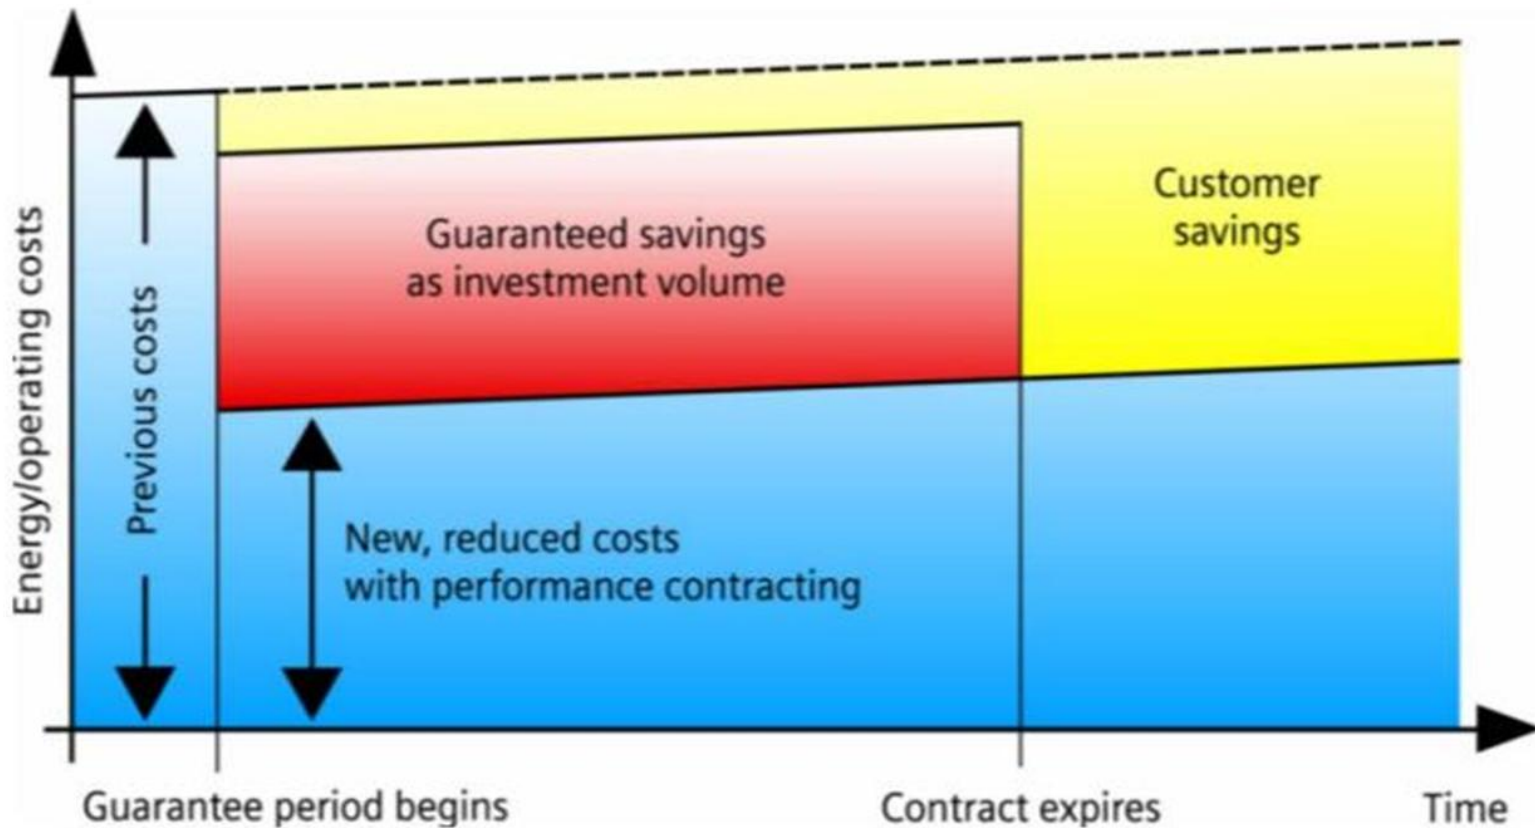 Energy/operating costs
Previous costs
Guaranteed savings
as investment volume
Customer
savings
New, reduced costs
with performance contracting
Guarantee period begins
Contract expires
Time